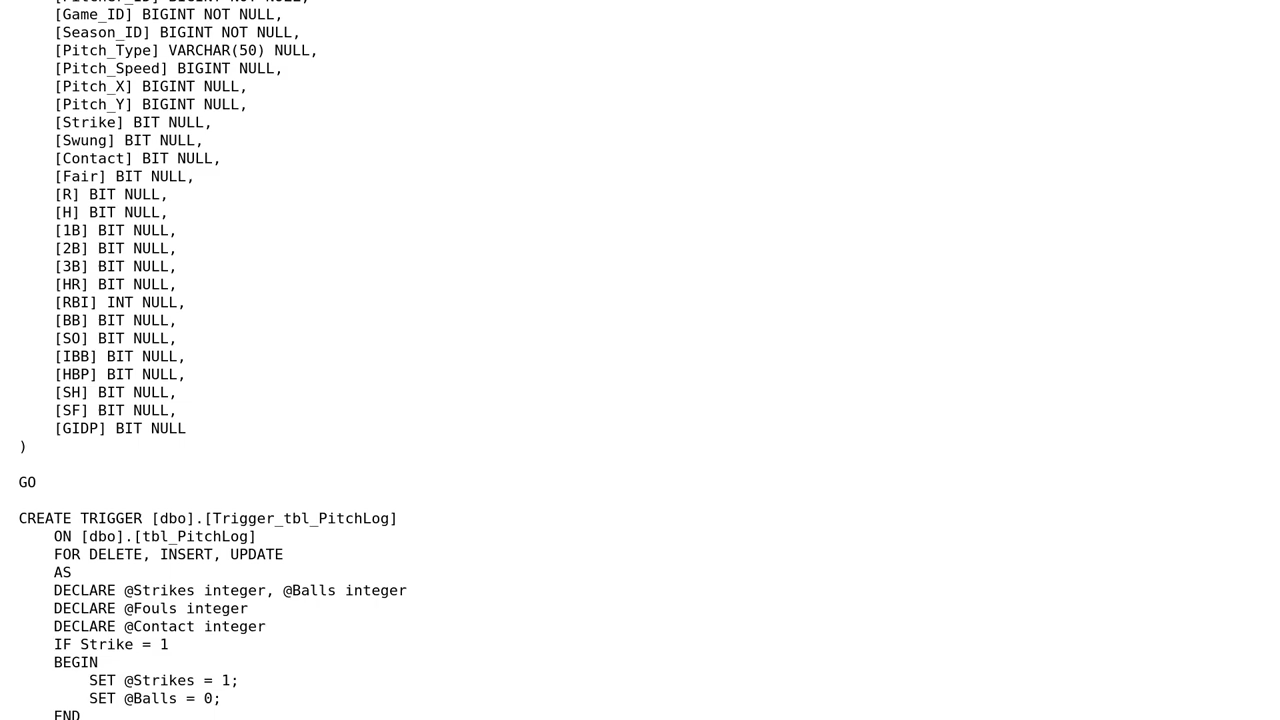 [Pitcher_ID] BIGINT NOT NULL,
[Game_ID] BIGINT NOT NULL,
[Season_ID] BIGINT NOT NULL,
[Pitch_Type] VARCHAR(50) NULL,
[Pitch_Speed] BIGINT NULL,
[Pitch_X] BIGINT NULL,
[Pitch_Y] BIGINT NULL,
[Strike] BIT NULL,
[Swung] BIT NULL,
[Contact] BIT NULL,
[Fair] BIT NULL,
[R] BIT NULL,
[H] BIT NULL,
[1B] BIT NULL,
[2B] BIT NULL,
[3B] BIT NULL,
[HR] BIT NULL,
[RBI] INT NULL,
[BB] BIT NULL,
[SO] BIT NULL,
[IBB] BIT NULL,
[HBP] BIT NULL,
[SH] BIT NULL,
[SF] BIT NULL,
[GIDP] BIT NULL
)
GO
CREATE TRIGGER [dbo].[Trigger_tbl_PitchLog]
ON [dbo].[tbl_PitchLog]
FOR DELETE, INSERT, UPDATE
AS
DECLARE @Strikes integer, @Balls integer
DECLARE @Fouls integer
DECLARE @Contact integer
IF Strike = 1
BEGIN
SET @Strikes = 1;
SET @Balls = 0;
END